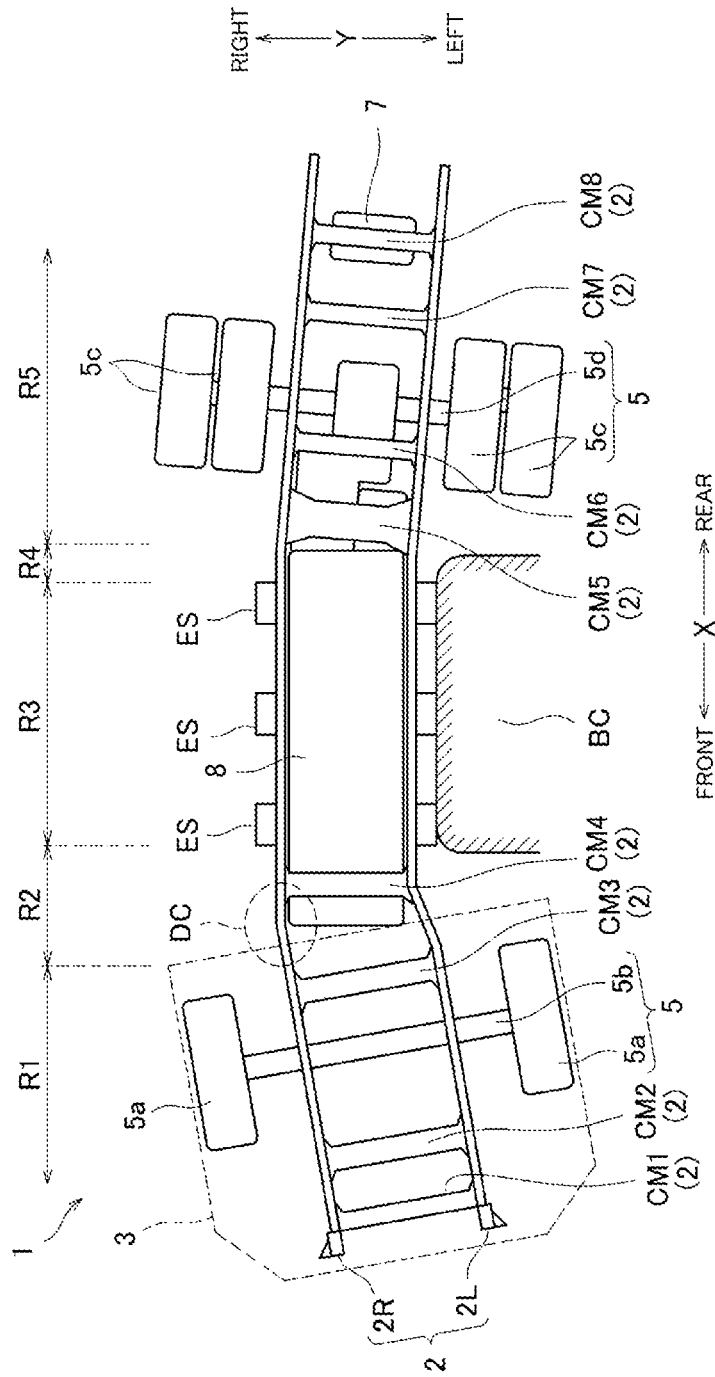 1
R1
R2
R3
R4
R5
RIGHT
Y
LEFT
3
5a
DC
ES
ES
ES
5c
8
7
2R
2L
2
CM1
(2)
CM2
(2)
5a
5b
5
CM3
(2)
CM4
(2)
BC
CM5
(2)
CM6
(2)
5c
5d
5
CM7
(2)
CM8
(2)
FRONT
X
REAR